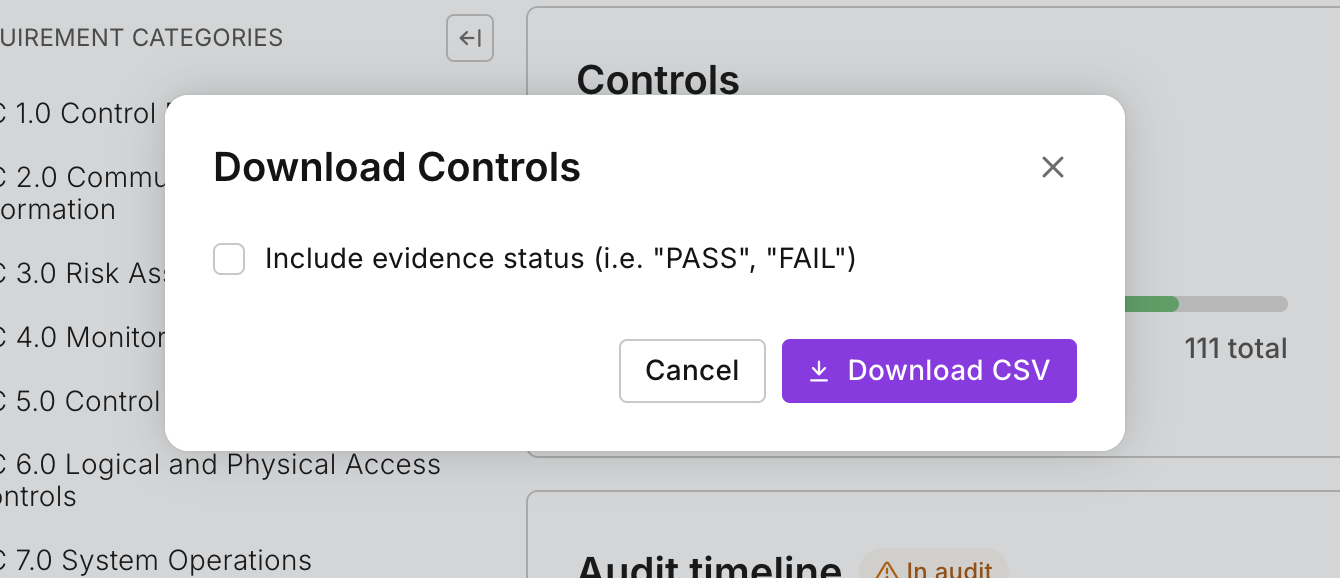 UIREMENT CATEGORIES
1.0 Control
2.0 Commu
ormation
3.0 Risk Ass
4.0 Monitor
5.0 Control
6.0 Logical and Physical Access
ontrols
7.0 System Operations
Controls
111 total
Audit timeline
In audit
Download Controls
Include evidence status (i.e. "PASS", "FAIL")
Cancel
Download CSV